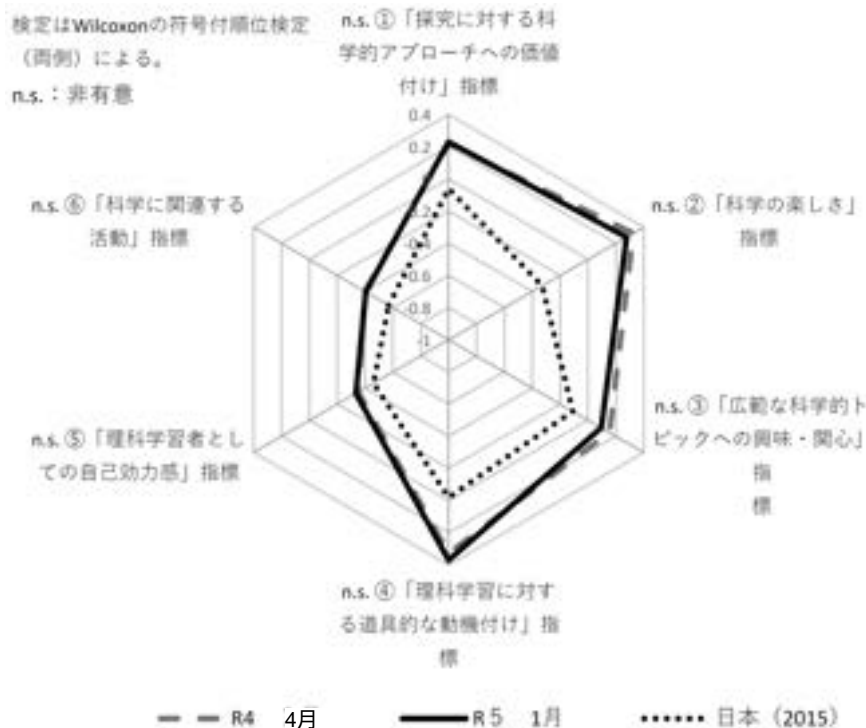 検定はWilcoxonの符号付順位検定
(両側)による。
n.s.:非有意
n.s. ①「探究に対する科
学的アプローチへの価値
付け」指標
0.4
0.2
n.s. ⑥「科学に関連する
活動」指標
n.s. ②「科学の楽しさ」
指標
0.2
-0.4
-0.6
-0.8
-1
n.s. ⑤「理科学習者とし
ての自己効力感」指標
n.s. ③「広範な科学的ト
ピックへの興味・関心」
指
標
n.s. ④「理科学習に対す
る道具的な動機付け」指
標
R4 4月
R5 1月
日本(2015)